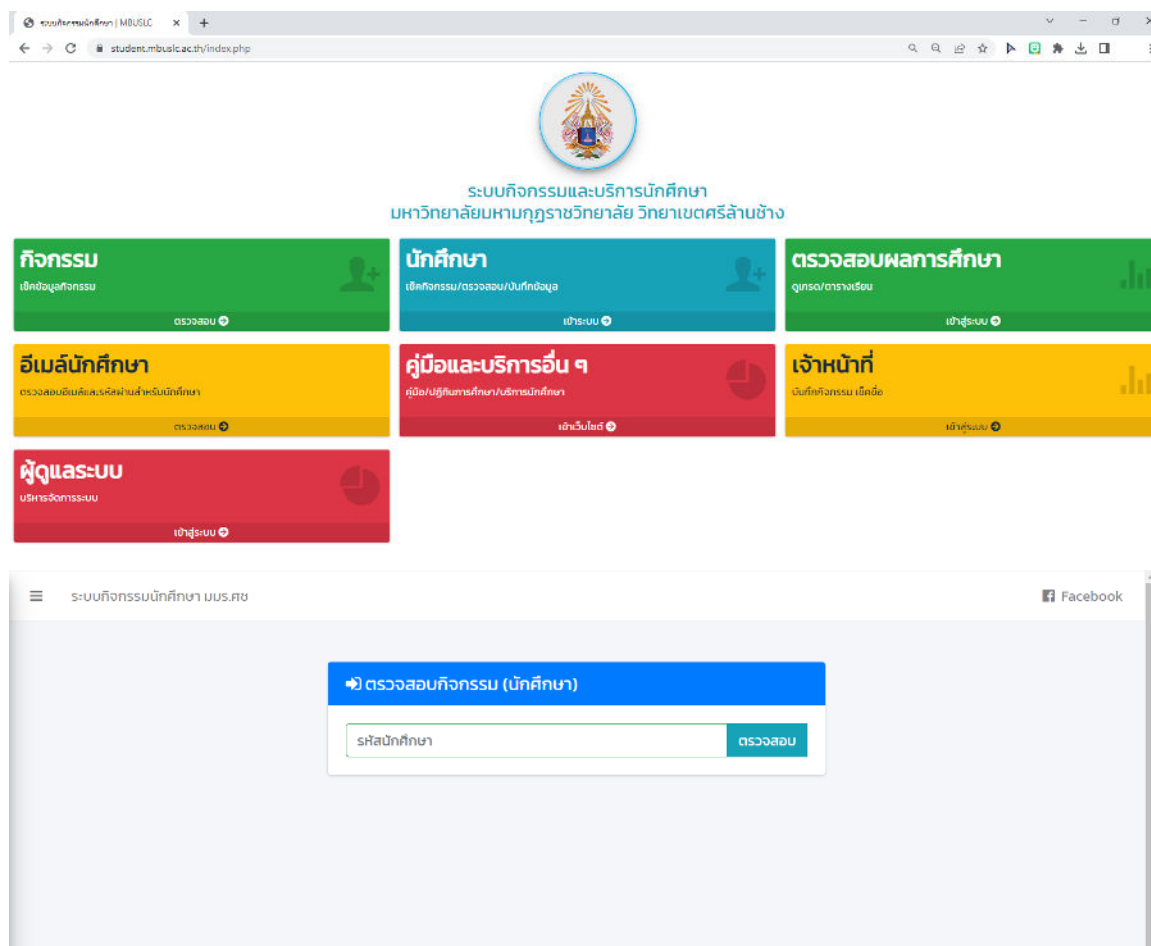 ระบบกิจกรรมนักศึกษา | MBUSLC
student.mbuslc.ac.th/index.php
ระบบกิจกรรมและบริการนักศึกษา
มหาวิทยาลัยมหามกุฏราชวิทยาลัย วิทยาเขตศรีล้านช้าง
กิจกรรม
เช็คข้อมูลกิจกรรม
ตรวจสอบ
นักศึกษา
เช็คกิจกรรม/ตรวจสอบ/บันทึกข้อมูล
เข้าระบบ
ตรวจสอบผลการศึกษา
ดูเกรด/ตารางเรียน
เข้าสู่ระบบ
อีเมล์นักศึกษา
ตรวจสอบอีเมล์และรหัสผ่านสำหรับนักศึกษา
ตรวจสอบ
คู่มือและบริการอื่น ๆ
คู่มือ/ปฏิทินการศึกษา/บริการนักศึกษา
เข้าเว็บไซต์
เจ้าหน้าที่
บันทึกกิจกรรม เช็คชื่อ
เข้าสู่ระบบ
ผู้ดูแลระบบ
บริหารจัดการระบบ
เข้าสู่ระบบ
ระบบกิจกรรมนักศึกษา มมร.ศช
Facebook
ตรวจสอบกิจกรรม (นักศึกษา)
รหัสนักศึกษา
ตรวจสอบ